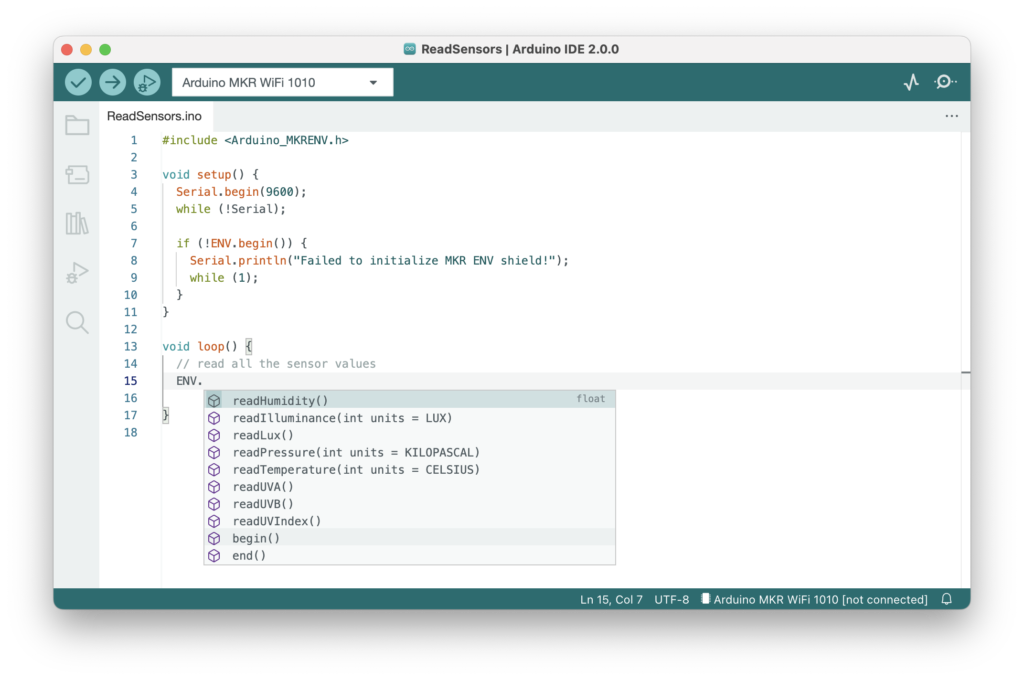 ReadSensors | Arduino IDE 2.0.0
Arduino MKR WiFi 1010
ReadSensors.ino
1 #include <Arduino_MKRENV.h>
2
3 void setup() {
4 Serial.begin(9600);
5 while (!Serial);
6
7 if (!ENV.begin()) {
8 Serial.println("Failed to initialize MKR ENV shield!");
9 while (1);
10 }
11 }
12
13 void loop() {
14 // read all the sensor values
15 ENV.
16
17 }
18
readHumidity() float
readIlluminance(int units = LUX)
readLux()
readPressure(int units = KILOPASCAL)
readTemperature(int units = CELSIUS)
readUVA()
readUVB()
readUVIndex()
begin()
end()
Ln 15, Col 7 UTF-8 Arduino MKR WiFi 1010 [not connected]